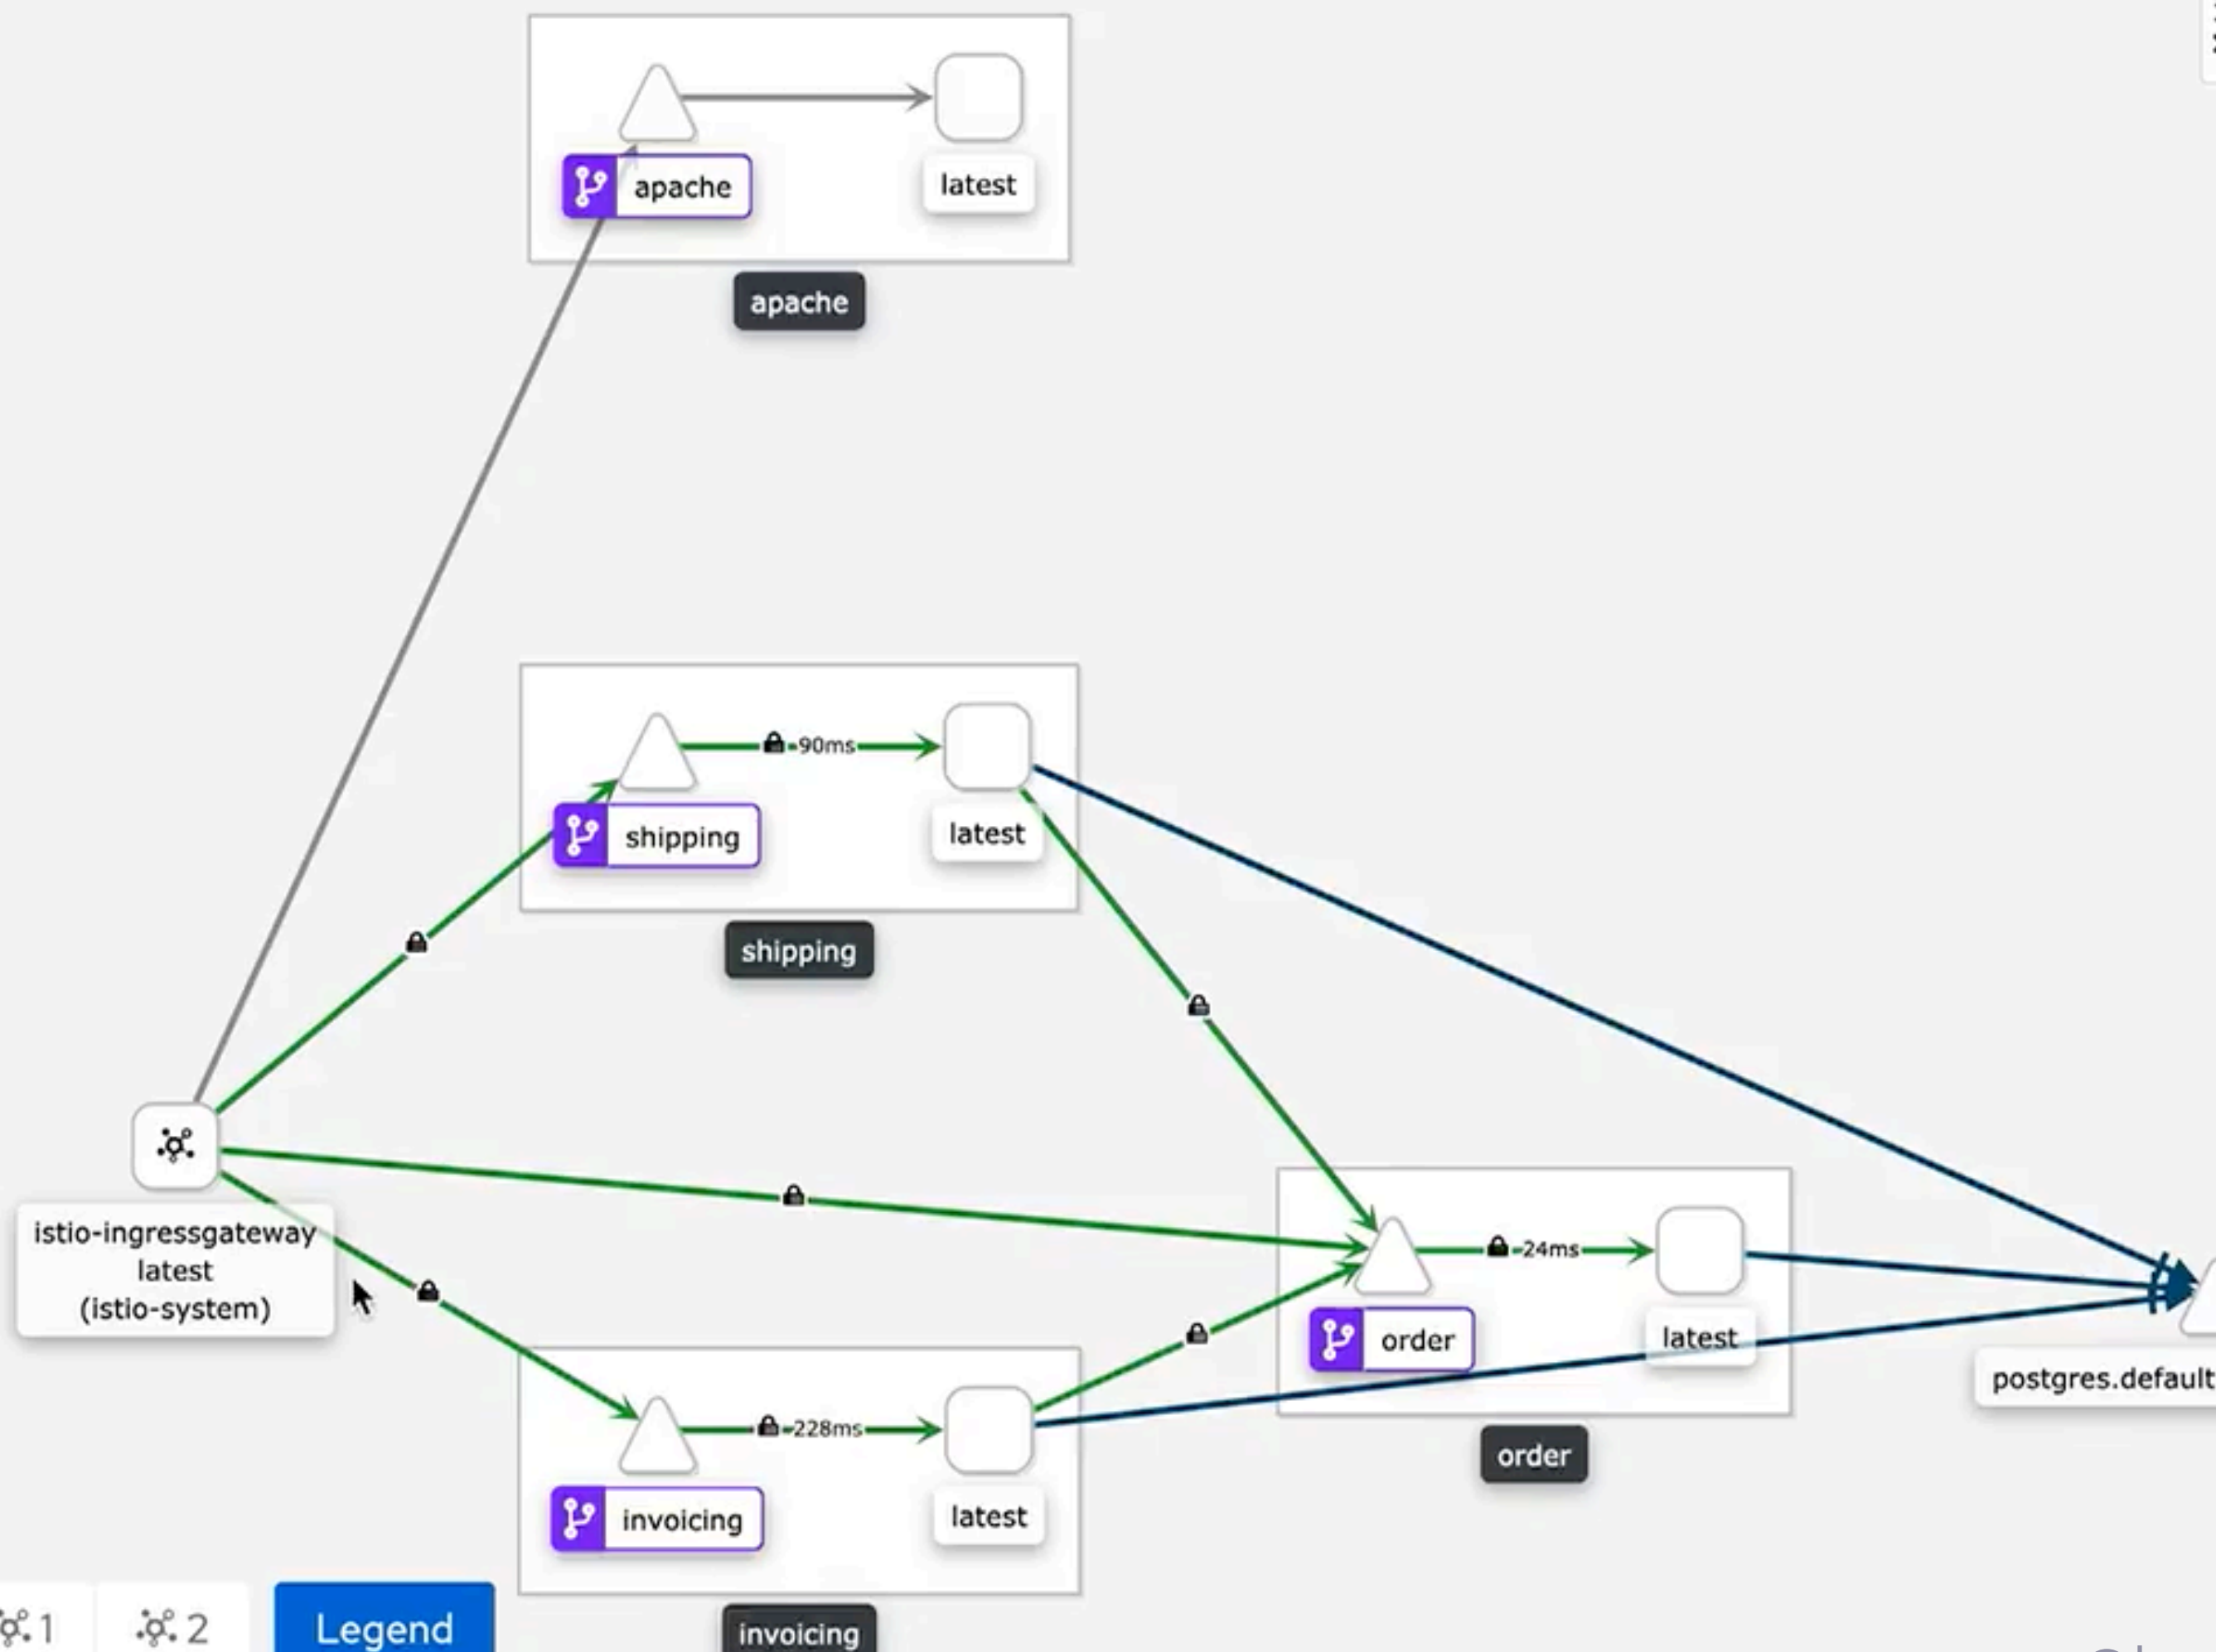 apache
latest
apache
90ms
shipping
latest
shipping
24ms
istio-ingressgateway
latest
(istio-system)
order
latest
postgres.default
order
228ms
invoicing
latest
1
2
Legend
invoicing